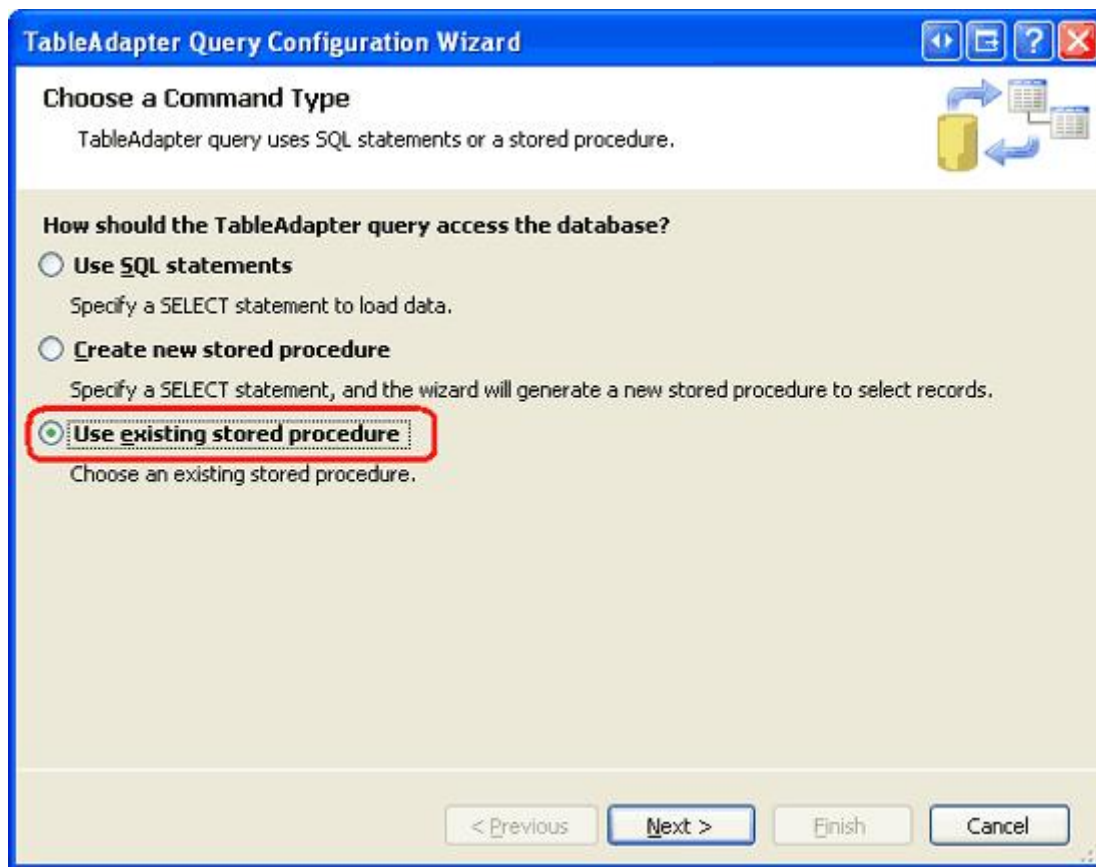 TableAdapter Query Configuration Wizard
Choose a Command Type
TableAdapter query uses SQL statements or a stored procedure.
How should the TableAdapter query access the database?
Use SQL statements
Specify a SELECT statement to load data.
Create new stored procedure
Specify a SELECT statement, and the wizard will generate a new stored procedure to select records.
Use existing stored procedure
Choose an existing stored procedure.
< Previous Next > Finish Cancel